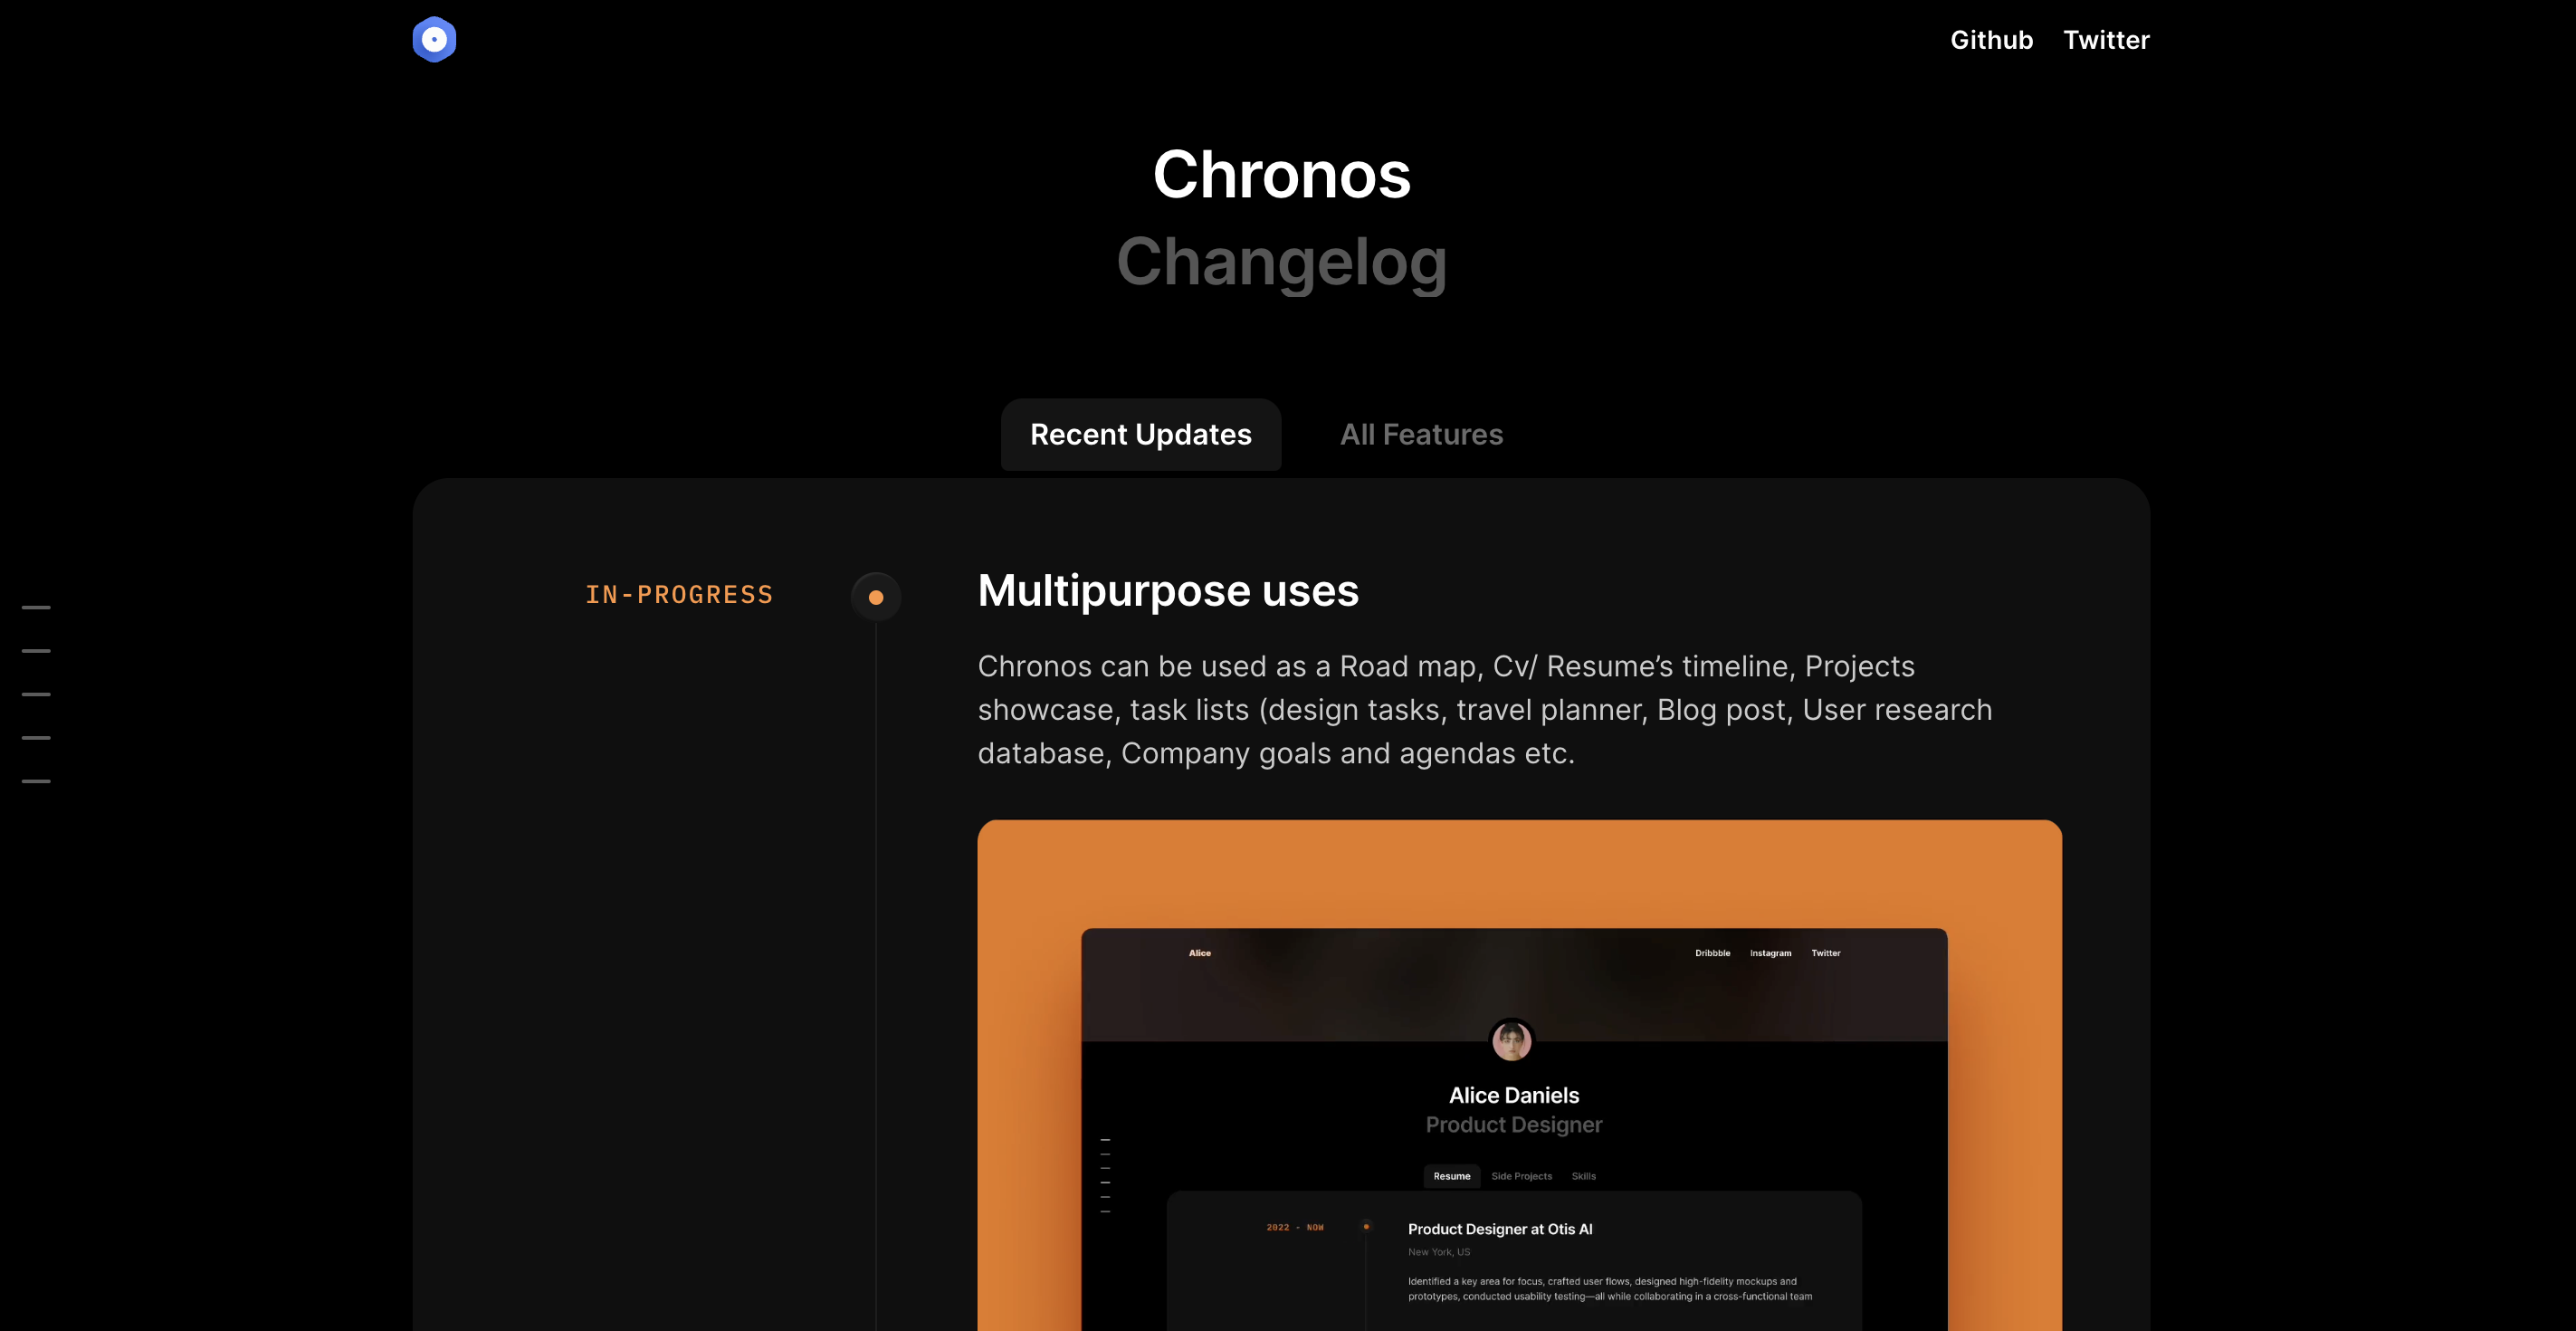 Github Twitter
Chronos
Changelog
Recent Updates All Features
IN-PROGRESS
Multipurpose uses
Chronos can be used as a Road map, Cv/ Resume’s timeline, Projects
showcase, task lists (design tasks, travel planner, Blog post, User research
database, Company goals and agendas etc.
Alice Dribbble Instagram Twitter
Alice Daniels
Product Designer
Resume Side Projects Skills
2022 - NOW
Product Designer at Otis AI
New York, US
Identified a key area for focus, crafted user flows, designed high-fidelity mockups and
prototypes, conducted usability testing—all while collaborating in a cross-functional team